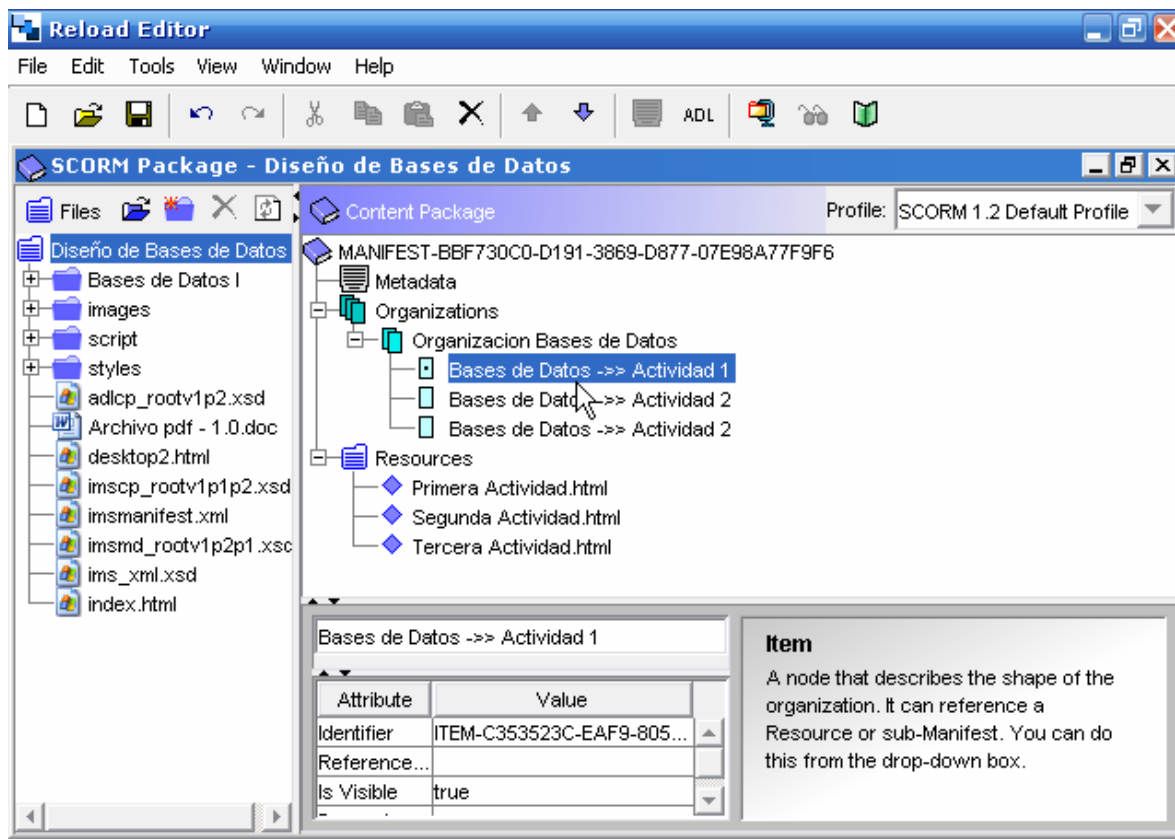 Reload Editor
File Edit Tools View Window Help
ADL
SCORM Package - Diseño de Bases de Datos
Files
Content Package
Profile: SCORM 1.2 Default Profile
Diseño de Bases de Datos
Bases de Datos I
images
script
styles
adlcp_rootv1p2.xsd
Archivo pdf - 1.0.doc
desktop2.html
imscp_rootv1p1p2.xsd
imsmanifest.xml
imsmd_rootv1p2p1.xsc
ims_xml.xsd
index.html
MANIFEST-BBF730C0-D191-3869-D877-07E98A77F9F6
Metadata
Organizations
Organizacion Bases de Datos
Bases de Datos ->> Actividad 1
Bases de Datos ->> Actividad 2
Bases de Datos ->> Actividad 2
Resources
Primera Actividad.html
Segunda Actividad.html
Tercera Actividad.html
Bases de Datos ->> Actividad 1
Attribute Value
Identifier ITEM-C353523C-EAF9-805...
Reference...
Is Visible true
Item
A node that describes the shape of the
organization. It can reference a
Resource or sub-Manifest. You can do
this from the drop-down box.